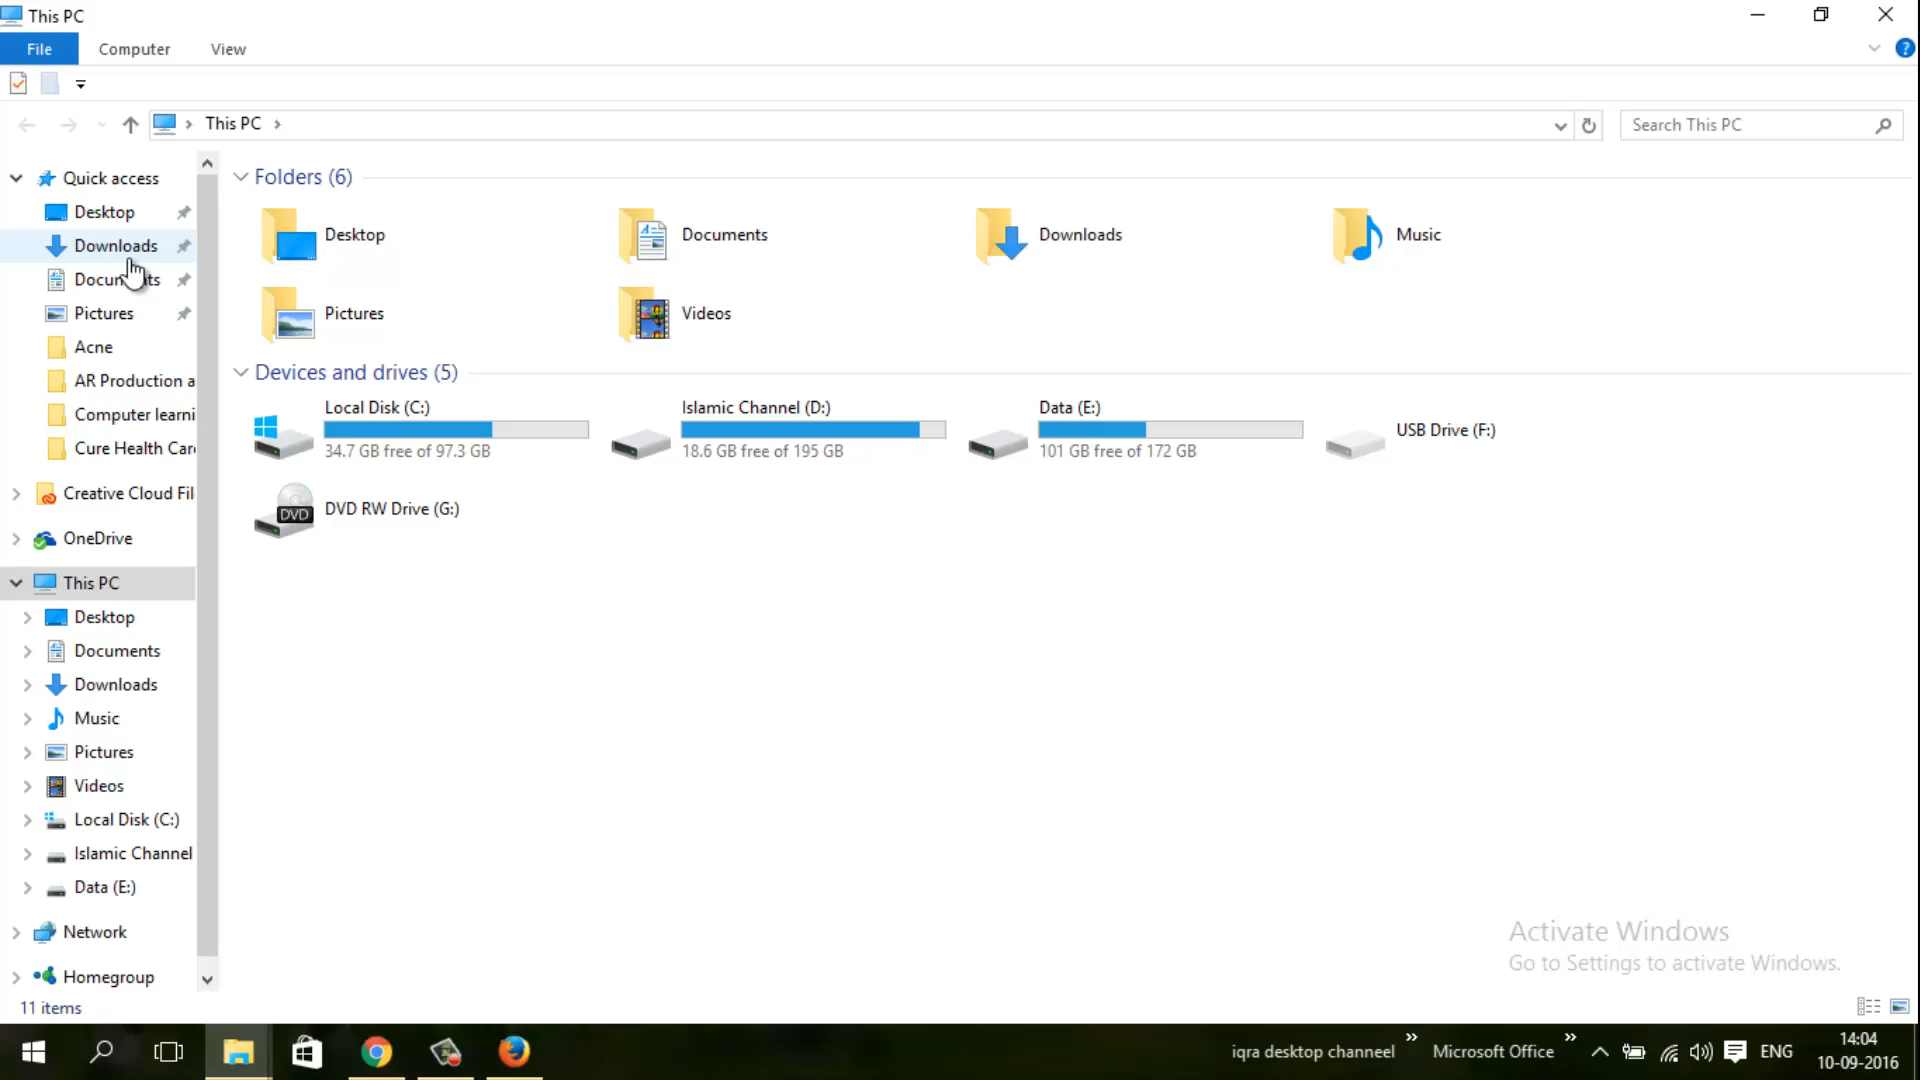 This PC
File Computer View
This PC
Search This PC
Quick access
Desktop
Downloads
Pictures
Acne
AR Production a
Computer learni
Cure Health Car
Creative Cloud Fil
OneDrive
This PC
Desktop
Documents
Downloads
Music
Pictures
Videos
Local Disk (C:)
Islamic Channel
Data (E:)
Network
Homegroup
Folders (6)
Desktop
Documents
Downloads
Music
Pictures
Videos
Devices and drives (5)
Local Disk (C:)
34.7 GB free of 97.3 GB
Islamic Channel (D:)
18.6 GB free of 195 GB
Data (E:)
101 GB free of 172 GB
USB Drive (F:)
DVD
DVD RW Drive (G:)
Activate Windows
Go to Settings to activate Windows.
11 items
iqra desktop channeel
Microsoft Office
ENG
14:04
10-09-2016